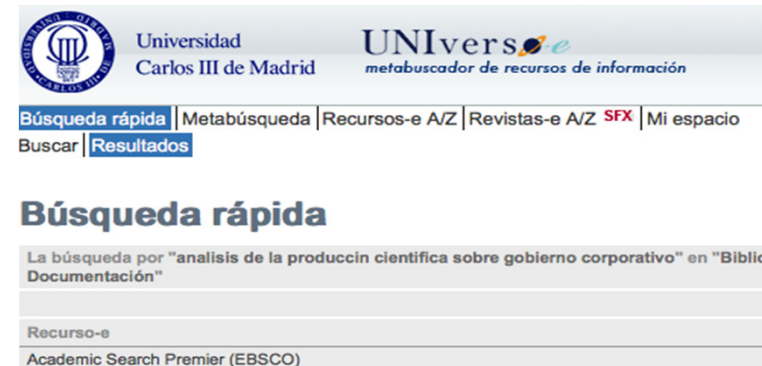 Universidad
Carlos III de Madrid
UNIvers e
metabuscador de recursos de información
Búsqueda rápida | Metabúsqueda | Recursos-e A/Z | Revistas-e A/Z SFX | Mi espacio
Buscar | Resultados
Búsqueda rápida
La búsqueda por "analisis de la produccin cientifica sobre gobierno corporativo" en "Biblio
Documentación"
Recurso-e
Academic Search Premier (EBSCO)